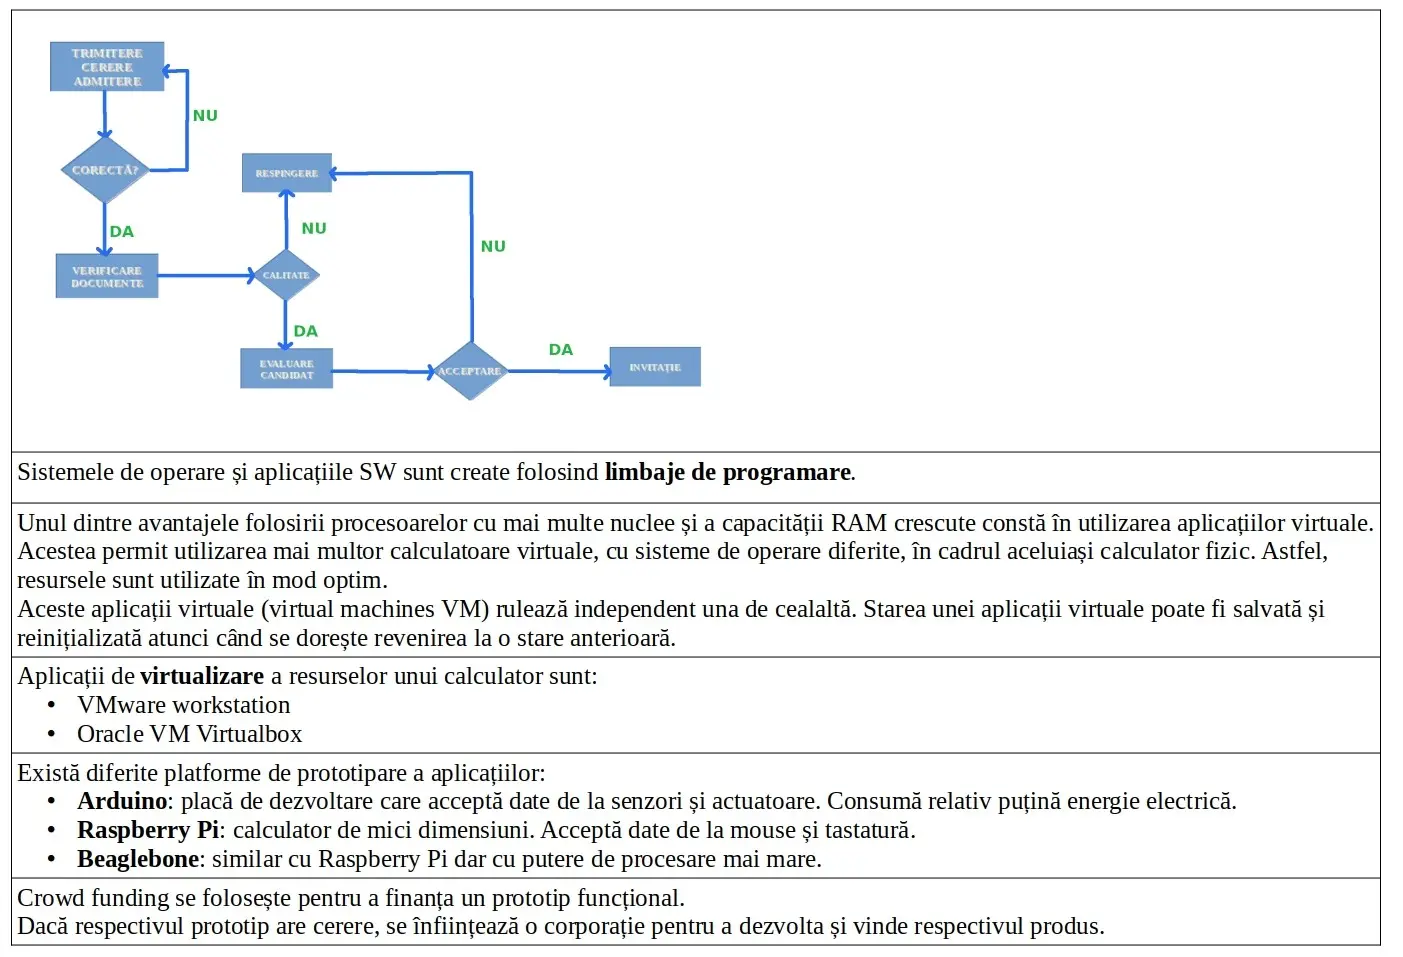 TRIMITERE
CERERE
ADMITERE
NU
CORECTĂ?
DA
VERIFICARE
DOCUMENTE
RESPINGERE
NU
CALITATE
DA
EVALUARE
CANDIDAT
NU
ACCEPTARE
DA
INVITAȚIE
Sistemele de operare și aplicațiile SW sunt create folosind limbaje de programare.
Unul dintre avantajele folosirii procesoarelor cu mai multe nuclee și a capacității RAM crescute constă în utilizarea aplicațiilor virtuale.
Acestea permit utilizarea mai multor calculatoare virtuale, cu sisteme de operare diferite, în cadrul aceluiași calculator fizic. Astfel,
resursele sunt utilizate în mod optim.
Aceste aplicații virtuale (virtual machines VM) rulează independent una de cealaltă. Starea unei aplicații virtuale poate fi salvată și
reinițializată atunci când se dorește revenirea la o stare anterioară.
Aplicații de virtualizare a resurselor unui calculator sunt:
• VMware workstation
• Oracle VM Virtualbox
Există diferite platforme de prototipare a aplicațiilor:
• Arduino: placă de dezvoltare care acceptă date de la senzori și actuatoare. Consumă relativ puțină energie electrică.
• Raspberry Pi: calculator de mici dimensiuni. Acceptă date de la mouse și tastatură.
• Beaglebone: similar cu Raspberry Pi dar cu putere de procesare mai mare.
Crowd funding se folosește pentru a finanța un prototip funcțional.
Dacă respectivul prototip are cerere, se înființează o corporație pentru a dezvolta și vinde respectivul produs.